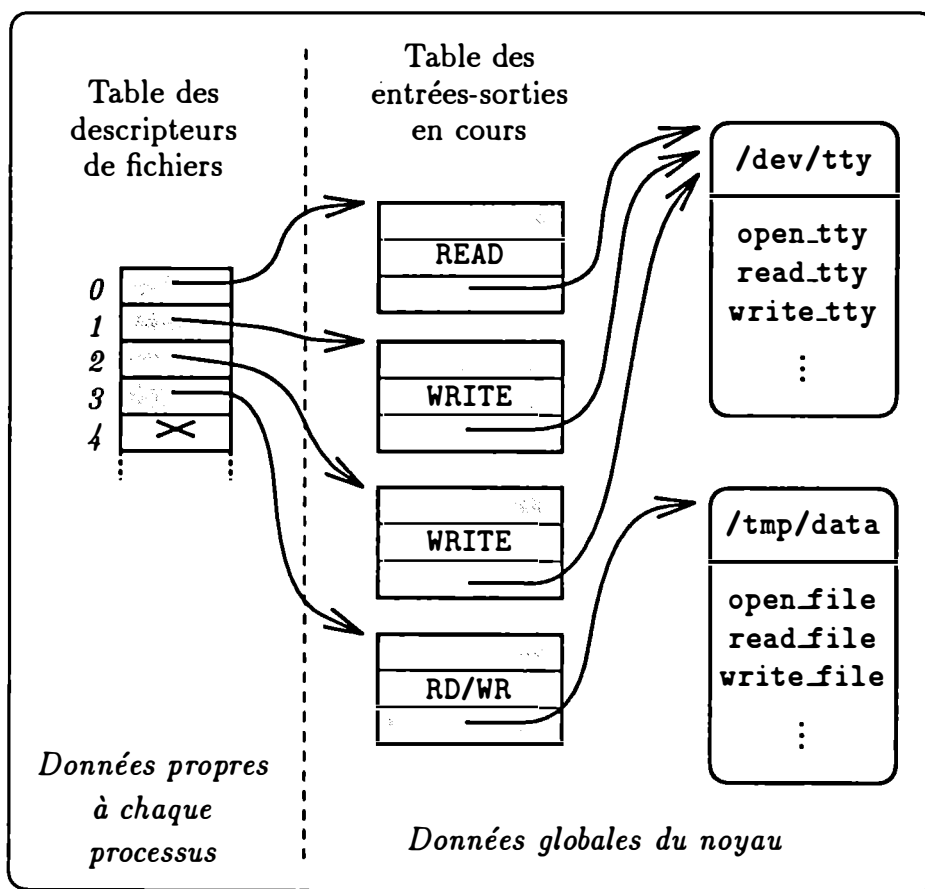 Table des
descripteurs
de fichiers
0
1
2
3
4
Table des
entrées-sorties
en cours
READ
WRITE
WRITE
RD/WR
/dev/tty
open_tty
read_tty
write_tty
⋮
/tmp/data
open_file
read_file
write_file
⋮
Données propres
à chaque
processus
Données globales du noyau